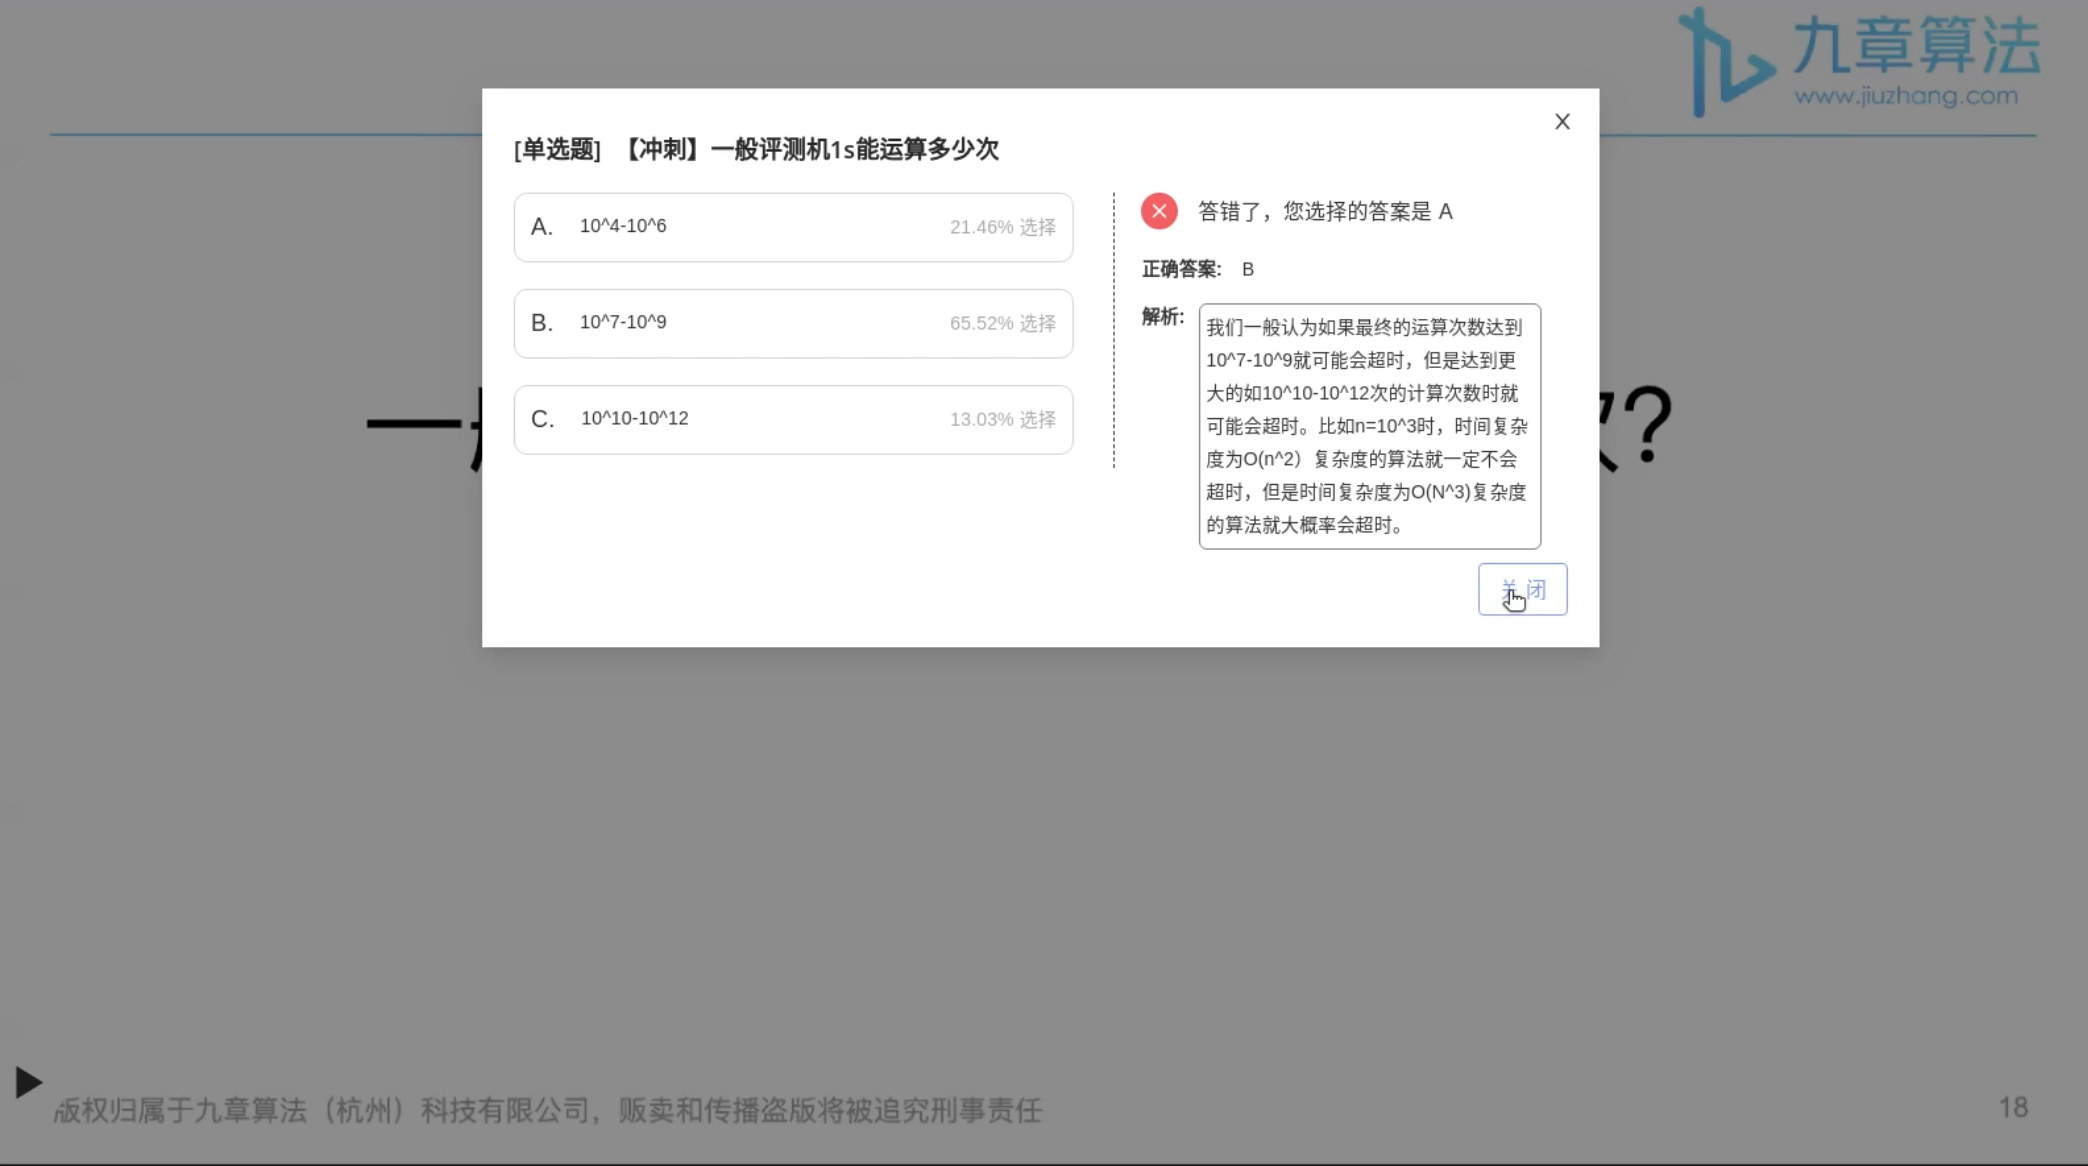 九章算法
www.jiuzhang.com
[单选题] 【冲刺】一般评测机1s能运算多少次
A. 10^4-10^6 21.46% 选择
B. 10^7-10^9 65.52% 选择
C. 10^10-10^12 13.03% 选择
答错了，您选择的答案是 A
正确答案: B
解析:
我们一般认为如果最终的运算次数达到
10^7-10^9就可能会超时，但是达到更
大的如10^10-10^12次的计算次数时就
可能会超时。比如n=10^3时，时间复杂
度为O(n^2）复杂度的算法就一定不会
超时，但是时间复杂度为O(N^3)复杂度
的算法就大概率会超时。
关 闭
一
?
版权归属于九章算法（杭州）科技有限公司，贩卖和传播盗版将被追究刑事责任
18